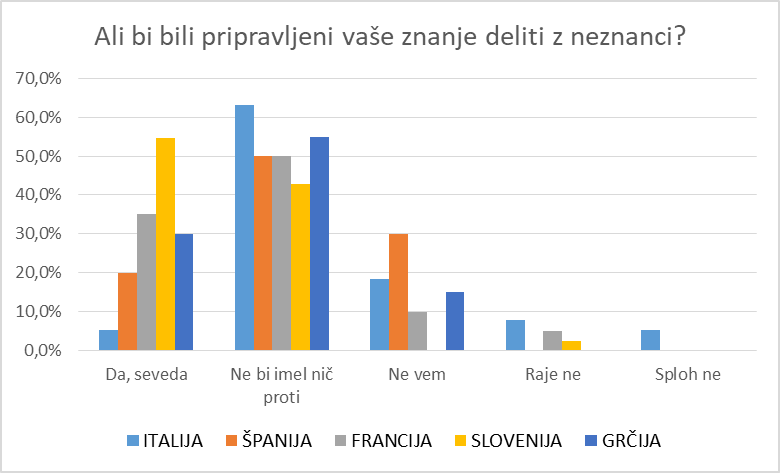 Ali bi bili pripravljeni vaše znanje deliti z neznanci?
70,0%
60,0%
50,0%
40,0%
30,0%
20,0%
10,0%
0,0%
Da, seveda
Ne bi imel nič
proti
Ne vem
Raje ne
Sploh ne
ITALIJA ŠPANIJA FRANCIJA SLOVENIJA GRČIJA